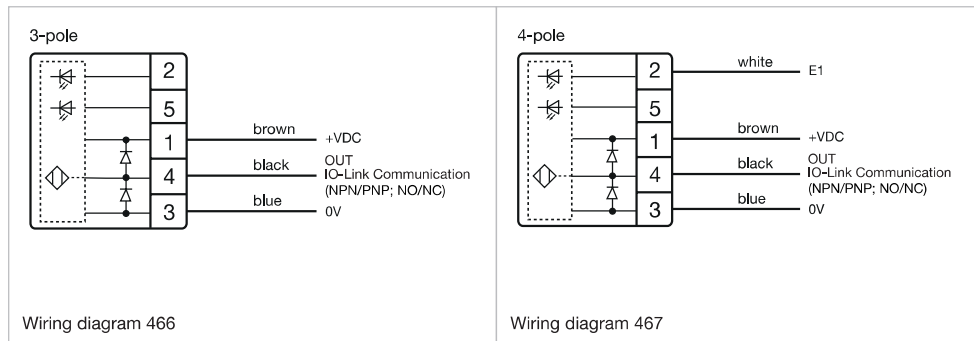 3-pole
2
5
1
4
3
brown
+VDC
black
OUT
IO-Link Communication
(NPN/PNP; NO/NC)
blue
0V
Wiring diagram 466
4-pole
2
5
1
4
3
white
E1
brown
+VDC
black
OUT
IO-Link Communication
(NPN/PNP; NO/NC)
blue
0V
Wiring diagram 467